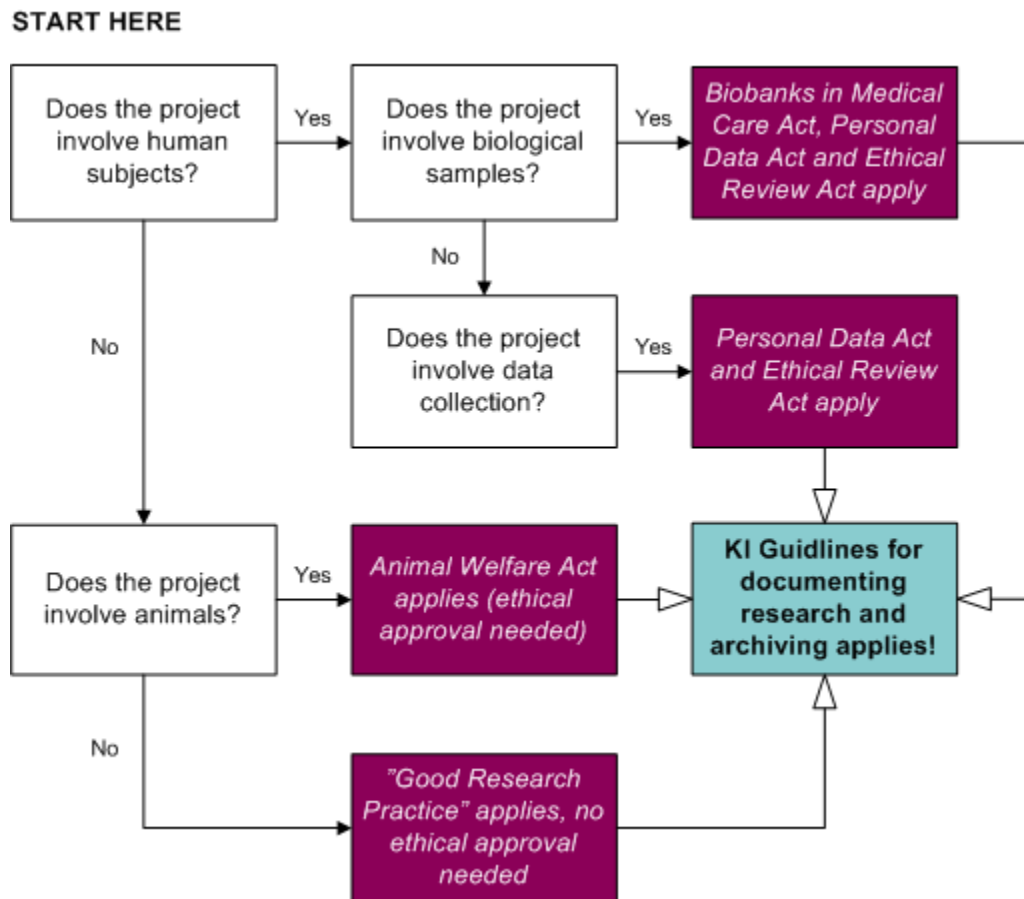 START HERE
Does the project
involve human
subjects?
Yes
Does the project
involve biological
samples?
Yes
Biobanks in Medical
Care Act, Personal
Data Act and Ethical
Review Act apply
No
No
Does the project
involve data
collection?
Yes
Personal Data Act
and Ethical Review
Act apply
Does the project
involve animals?
Yes
Animal Welfare Act
applies (ethical
approval needed)
KI Guidlines for
documenting
research and
archiving applies!
No
”Good Research
Practice” applies, no
ethical approval
needed